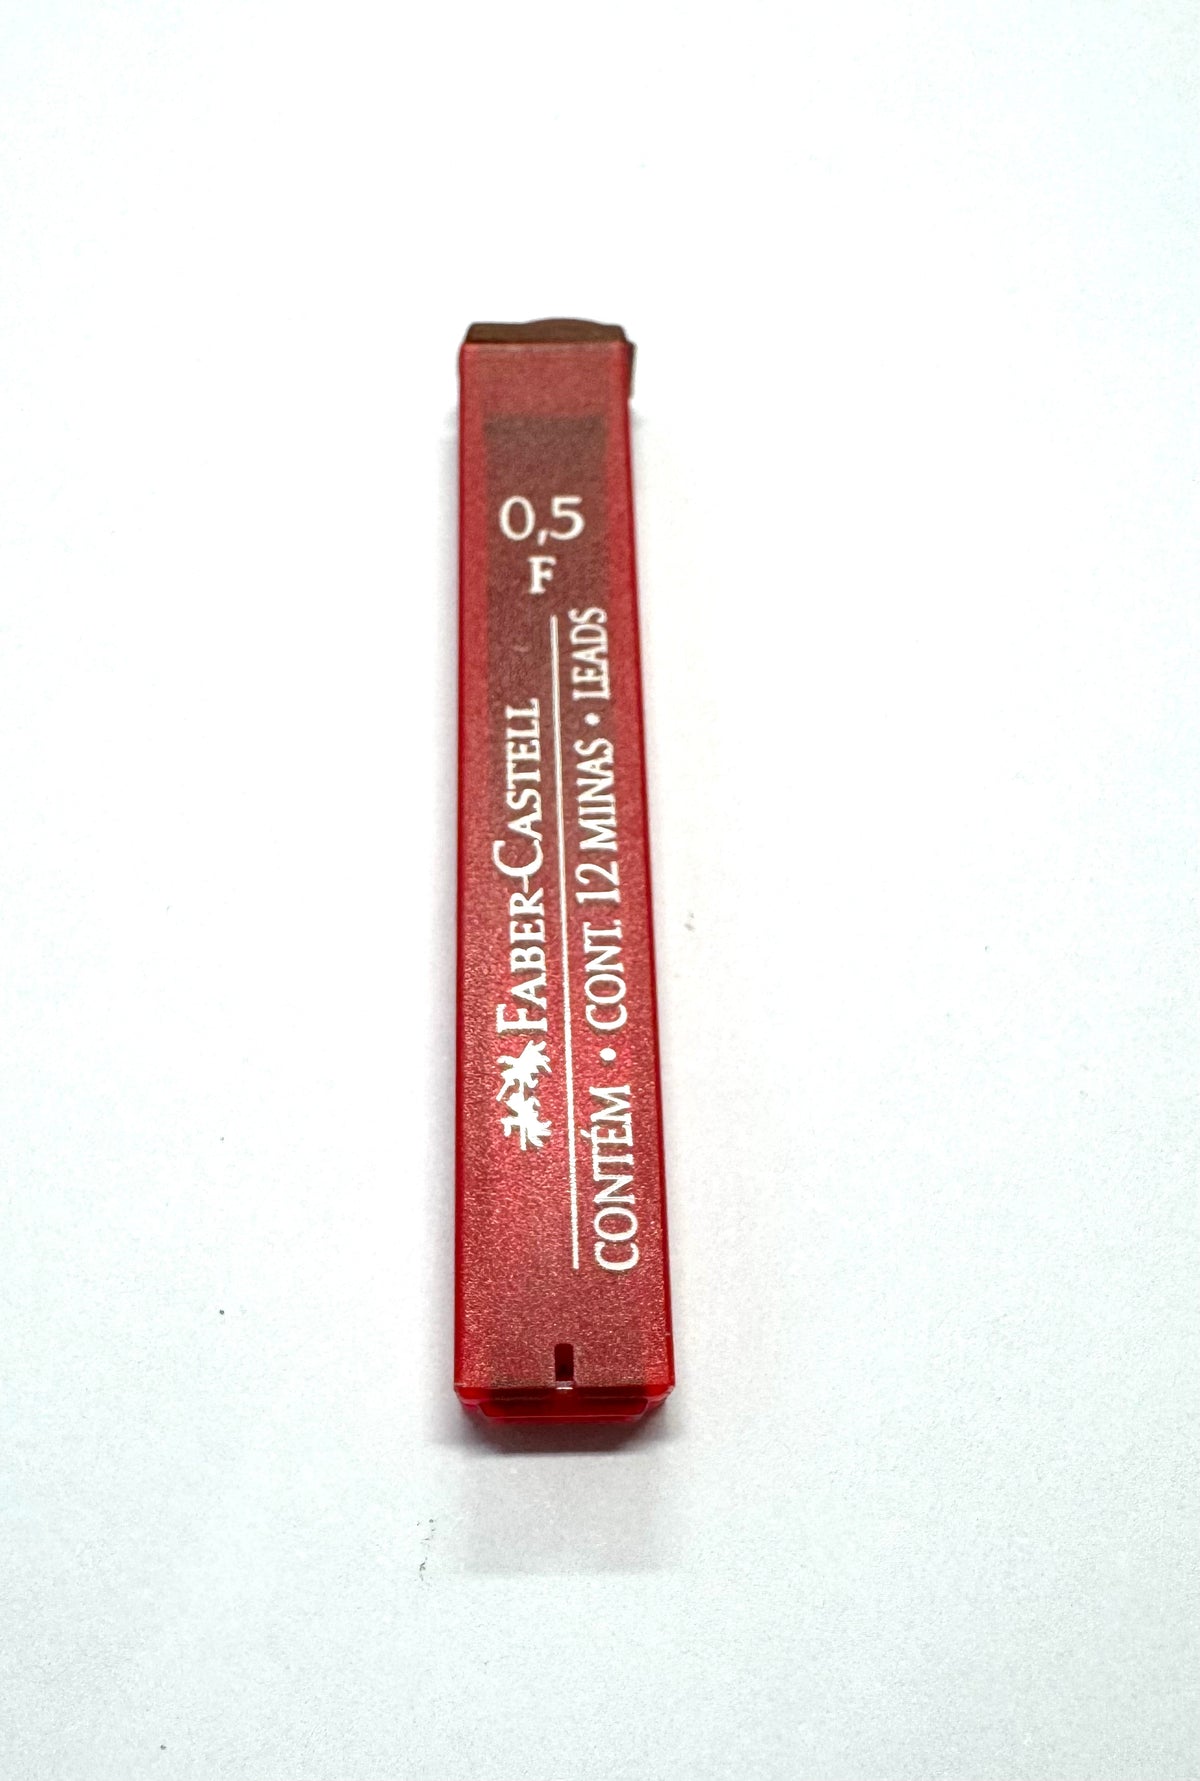 0,5
F
FABER-CASTELL
CONTÉM • CONT. 12 MINAS • LEADS